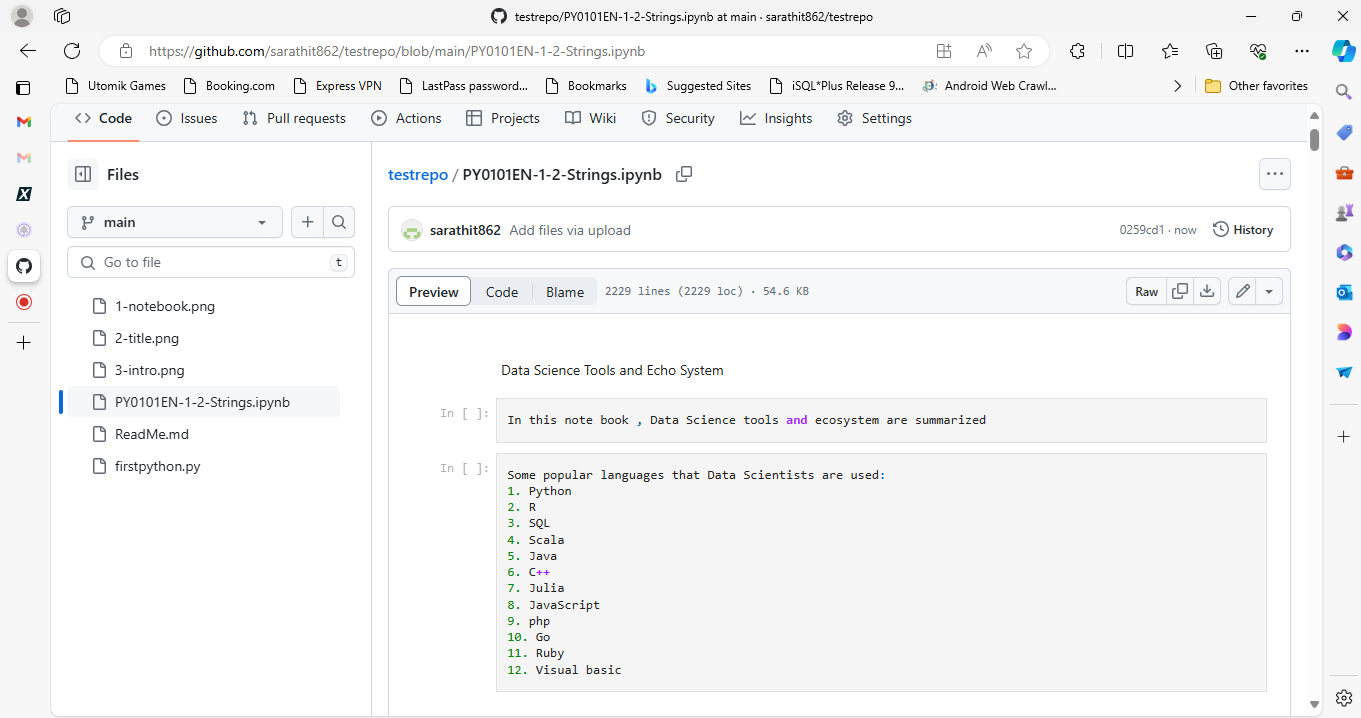 testrepo/PY0101EN-1-2-Strings.ipynb at main · sarathit862/testrepo
https://github.com/sarathit862/testrepo/blob/main/PY0101EN-1-2-Strings.ipynb
Utomik Games Booking.com Express VPN LastPass password... Bookmarks Suggested Sites iSQL*Plus Release 9... Android Web Crawl... Other favorites
Code Issues Pull requests Actions Projects Wiki Security Insights Settings
Files
main
Go to file t
1-notebook.png
2-title.png
3-intro.png
PY0101EN-1-2-Strings.ipynb
ReadMe.md
firstpython.py
testrepo / PY0101EN-1-2-Strings.ipynb
sarathit862 Add files via upload 0259cd1 · now History
Preview Code Blame 2229 lines (2229 loc) · 54.6 KB Raw
Data Science Tools and Echo System
In [ ]: In this note book , Data Science tools and ecosystem are summarized
In [ ]: Some popular languages that Data Scientists are used:
1. Python
2. R
3. SQL
4. Scala
5. Java
6. C++
7. Julia
8. JavaScript
9. php
10. Go
11. Ruby
12. Visual basic